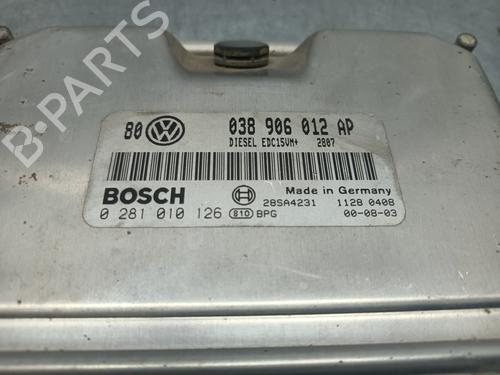 B-PARTS
80 VW 038 906 012 AP
DIESEL EDC15VM+ 2807
BOSCH
0 281 010 126 810 BPG
Made in Germany
28SA4231 1128 0408
00-08-03